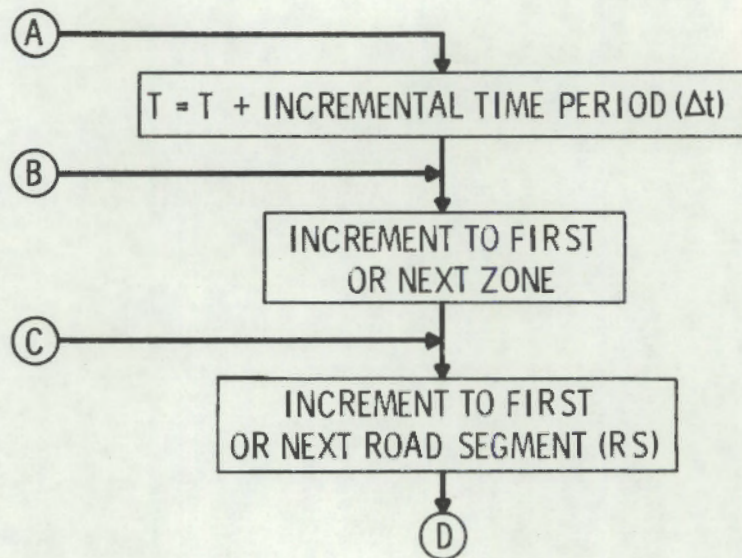 A
T = T + INCREMENTAL TIME PERIOD (Δt)
B
INCREMENT TO FIRST
OR NEXT ZONE
C
INCREMENT TO FIRST
OR NEXT ROAD SEGMENT (RS)
D